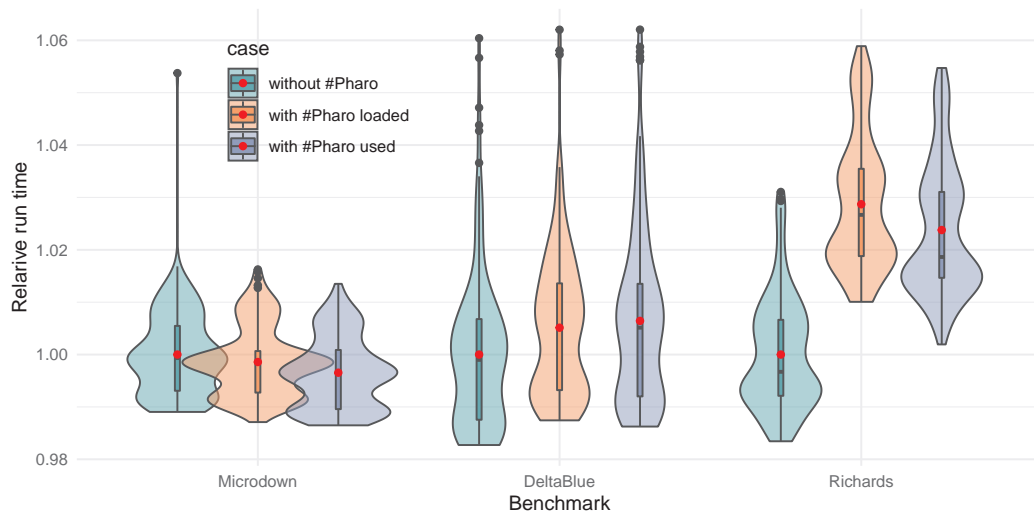 1.06
1.04
1.02
1.00
0.98
Relarive run time
case
without #Pharo
with #Pharo loaded
with #Pharo used
Microdown
DeltaBlue
Richards
Benchmark